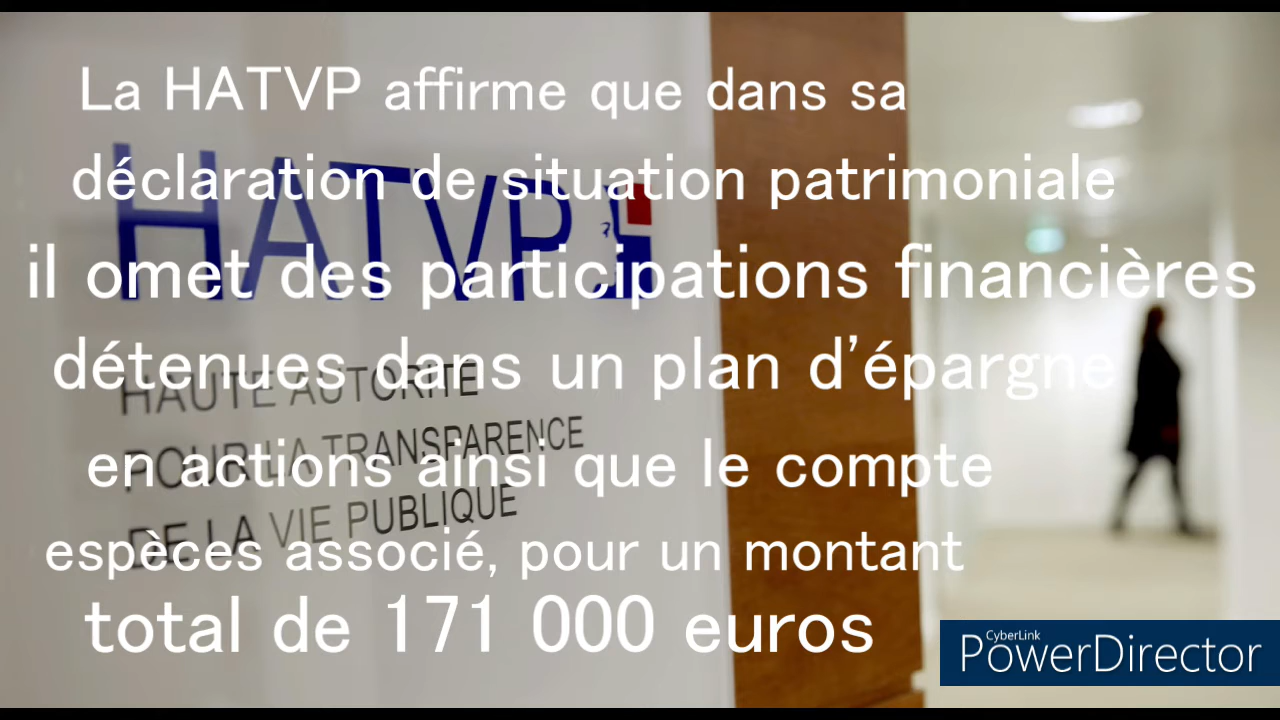 La HATVP affirme que dans sa
déclaration de situation patrimoniale
il omet des participations financières
détenues dans un plan d'épargne
en actions ainsi que le compte
espèces associé, pour un montant
total de 171 000 euros
HATVP
HAUTE AUTORITÉ
POUR LA TRANSPARENCE
DE LA VIE PUBLIQUE
CyberLink
PowerDirector